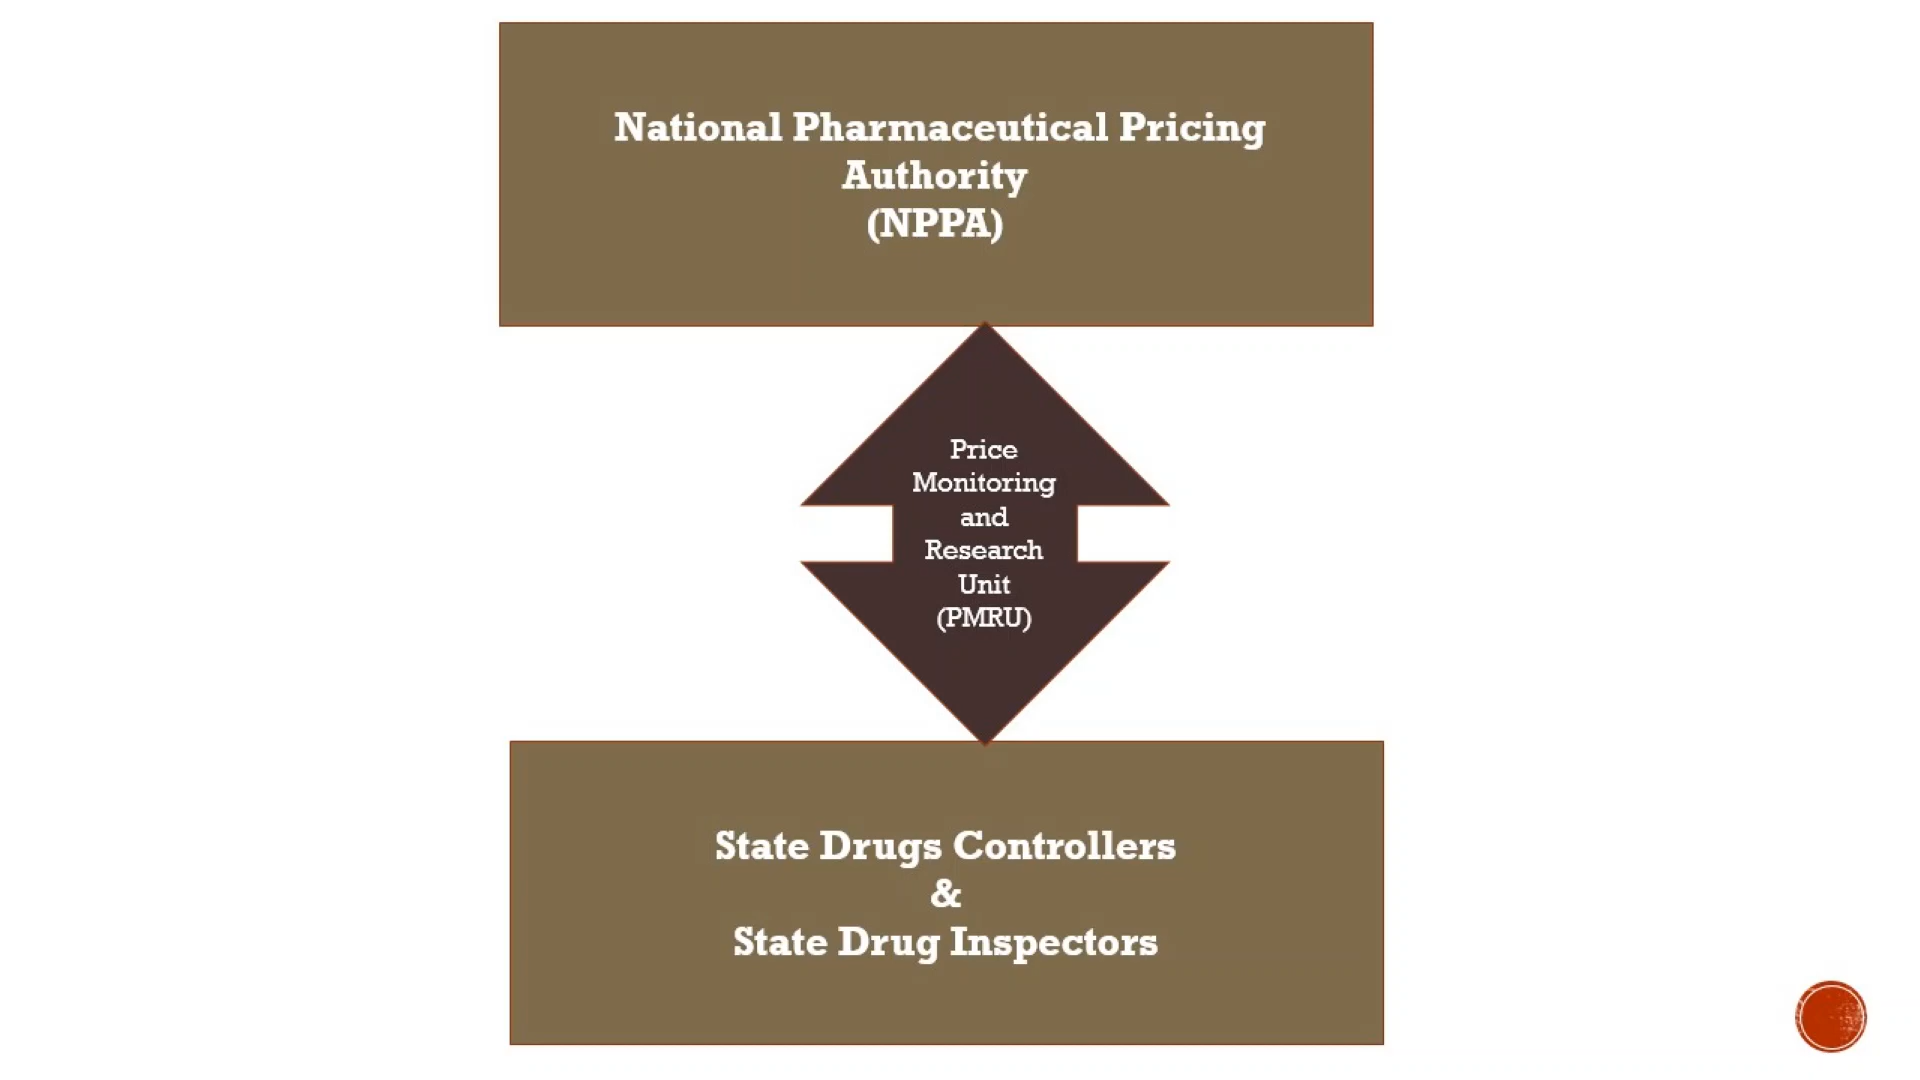 National Pharmaceutical Pricing
Authority
(NPPA)
Price
Monitoring
and
Research
Unit
(PMRU)
State Drugs Controllers
&
State Drug Inspectors